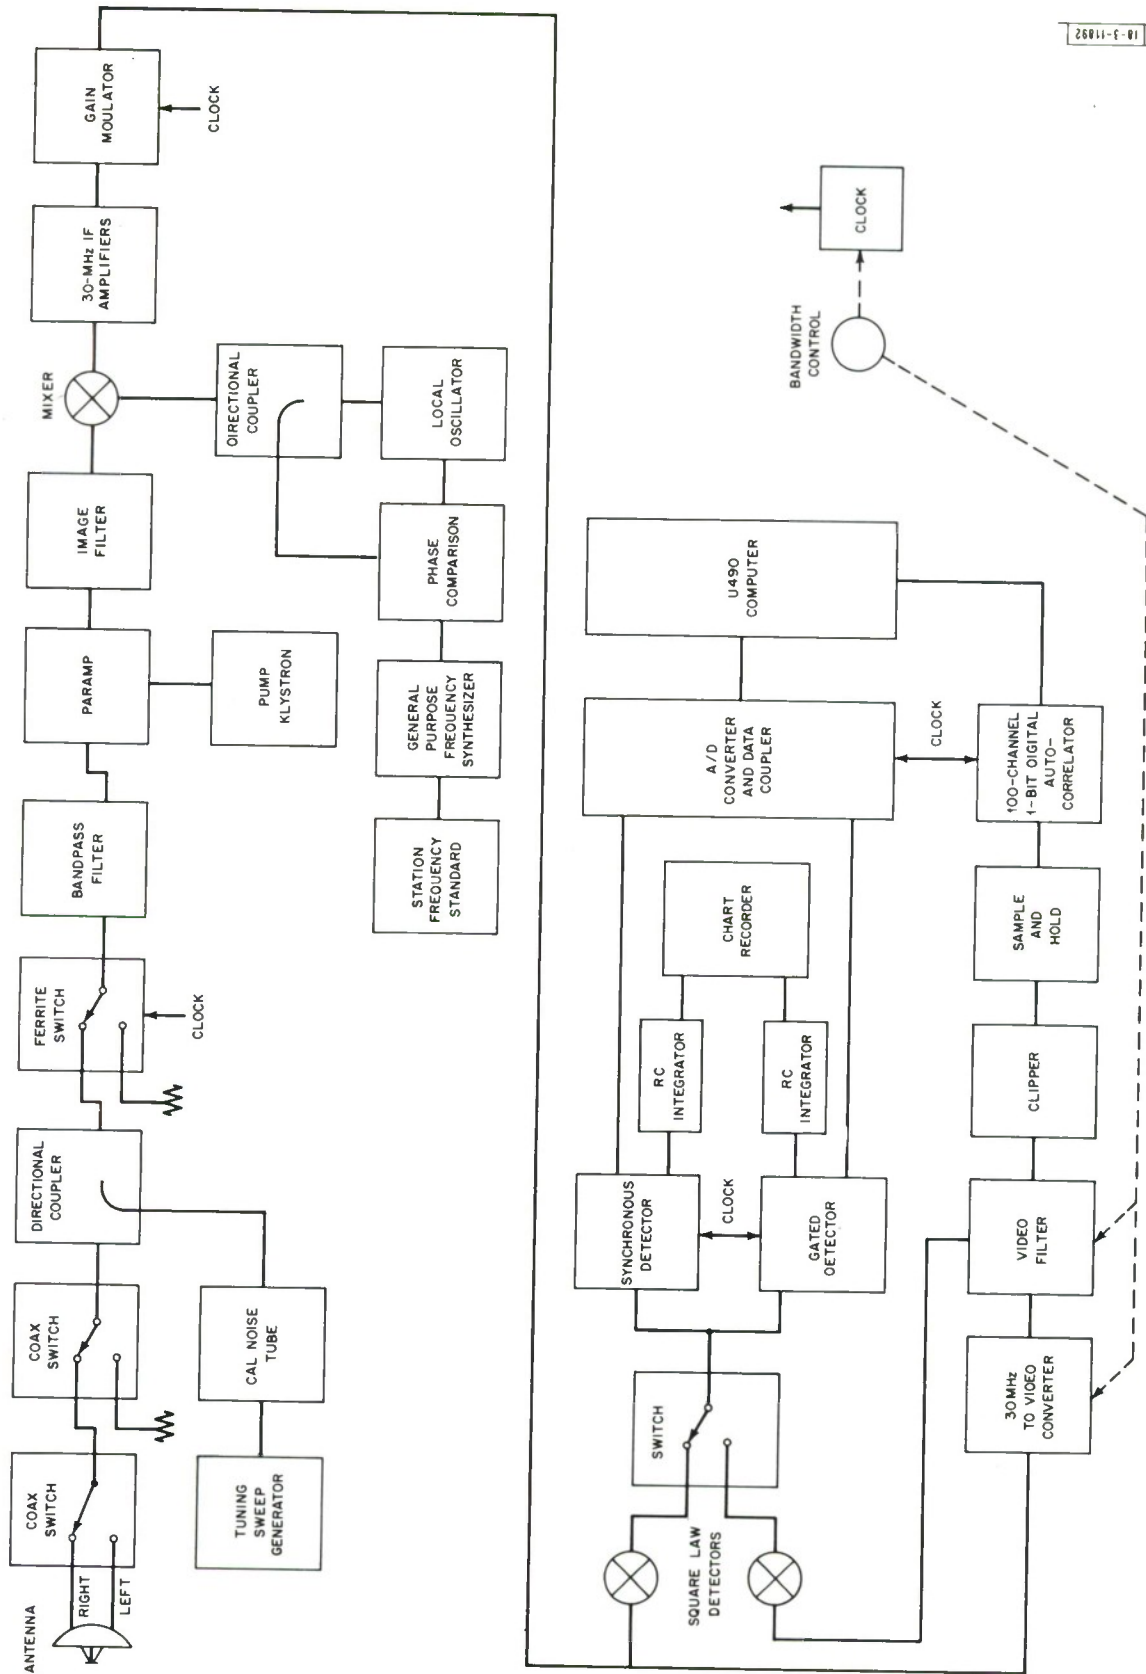 18-3-11892
ANTENNA
RIGHT
LEFT
COAX
SWITCH
COAX
SWITCH
DIRECTIONAL
COUPLER
FERRITE
SWITCH
CLOCK
BANDPASS
FILTER
PARAMP
IMAGE
FILTER
MIXER
30-MHz IF
AMPLIFIERS
GAIN
MOULATOR
CLOCK
TUNING
SWEEP
GENERATOR
CAL NOISE
TUBE
PUMP
KLYSTRON
DIRECTIONAL
COUPLER
STATION
FREQUENCY
STANDARD
GENERAL
PURPOSE
FREQUENCY
SYNTHESIZER
PHASE
COMPARISON
LOCAL
OSCILLATOR
SQUARE LAW
DETECTORS
SWITCH
SYNCHRONOUS
DETECTOR
CLOCK
GATED
DETECTOR
RC
INTEGRATOR
RC
INTEGRATOR
CHART
RECORDER
A/D
CONVERTER
AND DATA
COUPLER
U490
COMPUTER
CLOCK
BANDWIDTH
CONTROL
CLOCK
30MHz
TO VIDEO
CONVERTER
VIDEO
FILTER
CLIPPER
SAMPLE
AND
HOLD
100-CHANNEL
1-BIT DIGITAL
AUTO-
CORRELATOR